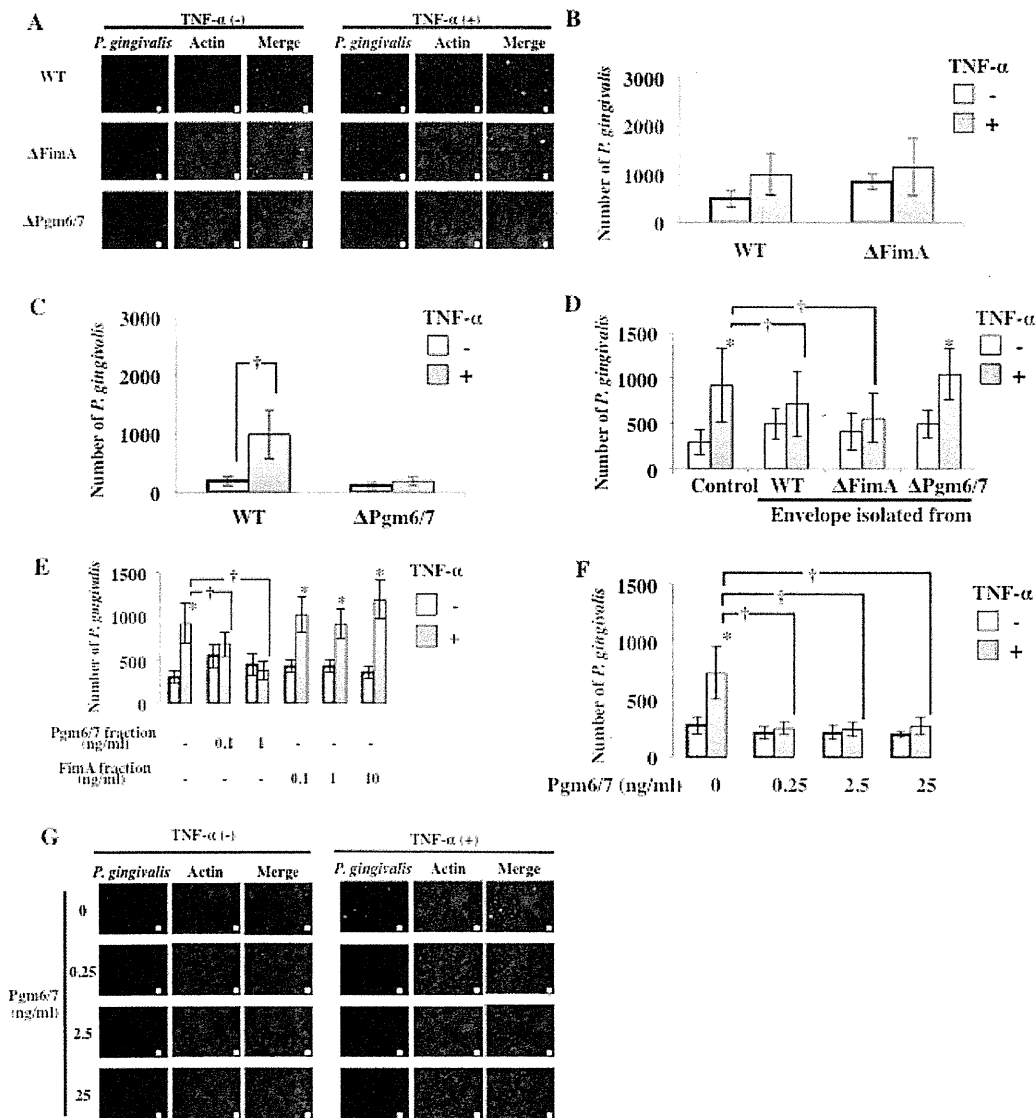 A
TNF-α (-)
TNF-α (+)
P. gingivalis Actin Merge
P. gingivalis Actin Merge
WT
ΔFimA
ΔPgm6/7
B
Number of P. gingivalis
3000
2000
1000
0
WT ΔFimA
TNF-α
-
+
C
Number of P. gingivalis
3000
2000
1000
0
†
WT ΔPgm6/7
TNF-α
-
+
D
Number of P. gingivalis
1500
1000
500
0
*
†
†
*
Control WT ΔFimA ΔPgm6/7
Envelope isolated from
TNF-α
-
+
E
Number of P. gingivalis
1500
1000
500
0
*
†
†
* * *
TNF-α
-
+
Pgm6/7 fraction
(ng/ml)
- 0.1 1 - - -
FimA fraction
(ng/ml)
- - - 0.1 1 10
F
Number of P. gingivalis
1500
1000
500
0
*
†
†
†
TNF-α
-
+
Pgm6/7 (ng/ml) 0 0.25 2.5 25
G
TNF-α (-)
TNF-α (+)
P. gingivalis Actin Merge
P. gingivalis Actin Merge
Pgm6/7
(ng/ml)
0
0.25
2.5
25